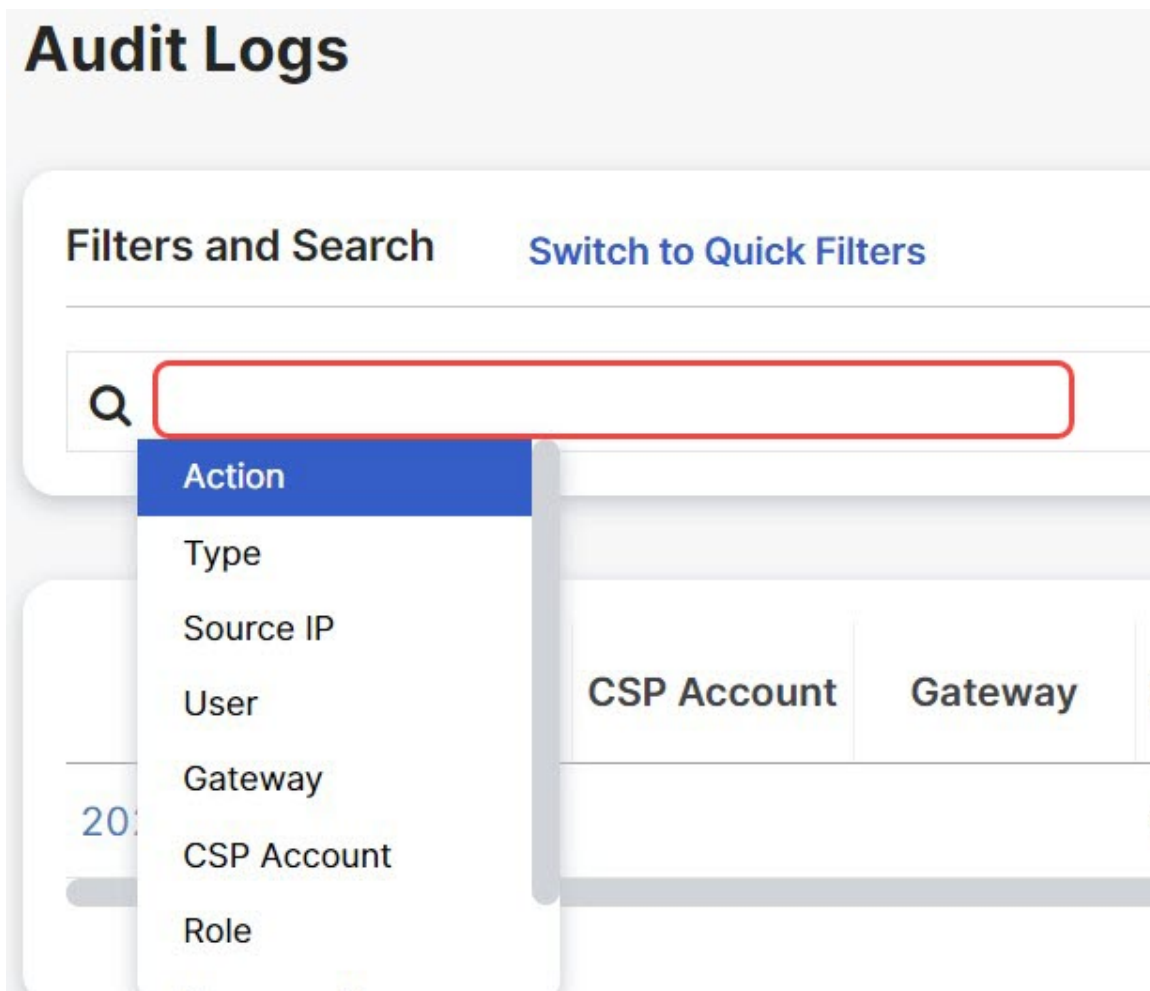 Audit Logs
Filters and Search Switch to Quick Filters
Action
Type
Source IP
User
CSP Account Gateway
Gateway
CSP Account
Role